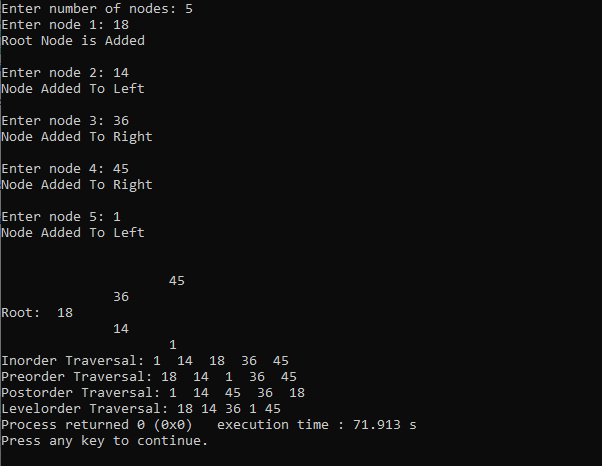 Enter number of nodes: 5
Enter node 1: 18
Root Node is Added
Enter node 2: 14
Node Added To Left
Enter node 3: 36
Node Added To Right
Enter node 4: 45
Node Added To Right
Enter node 5: 1
Node Added To Left
45
36
Root:  18
14
1
Inorder Traversal: 1  14  18  36  45
Preorder Traversal: 18  14  1  36  45
Postorder Traversal: 1  14  45  36  18
Levelorder Traversal: 18 14 36 1 45
Process returned 0 (0x0)   execution time : 71.913 s
Press any key to continue.